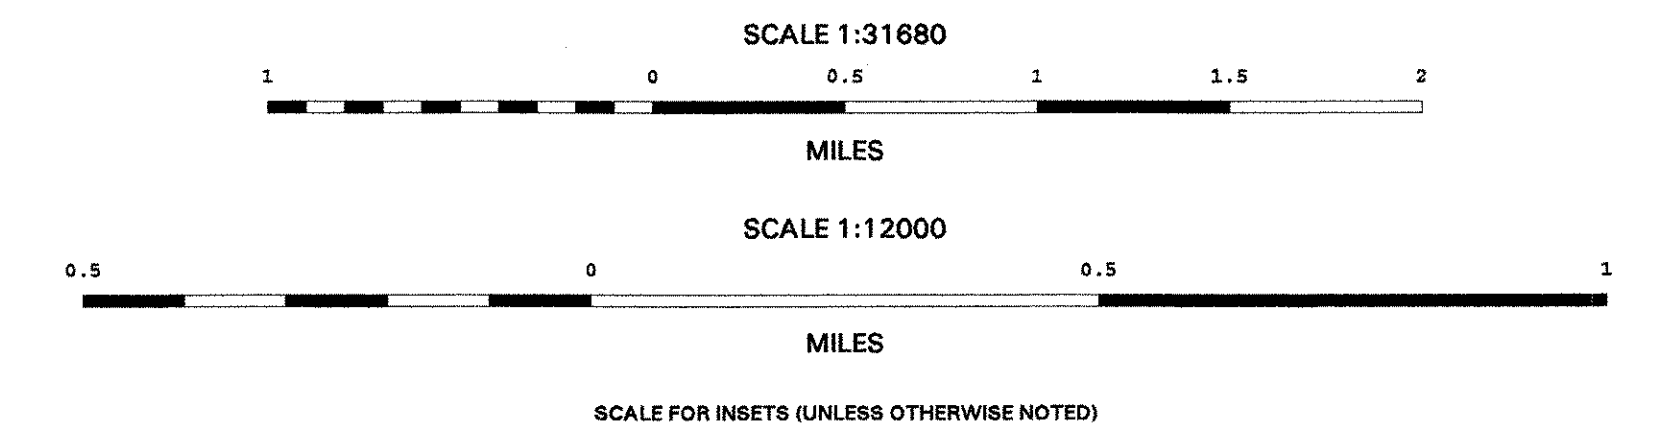 SCALE 1:31680
1 0 0.5 1 1.5 2
MILES
SCALE 1:12000
0.5 0 0.5 1
MILES
SCALE FOR INSETS (UNLESS OTHERWISE NOTED)